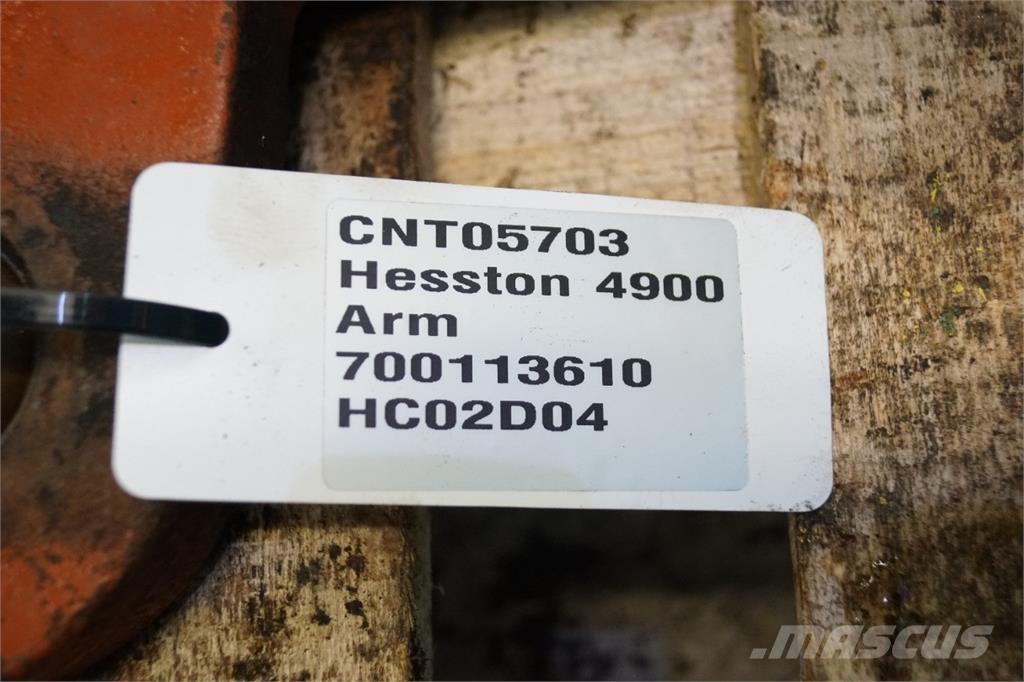 CNT05703
Hesston 4900
Arm
700113610
HC02D04
MASCUS